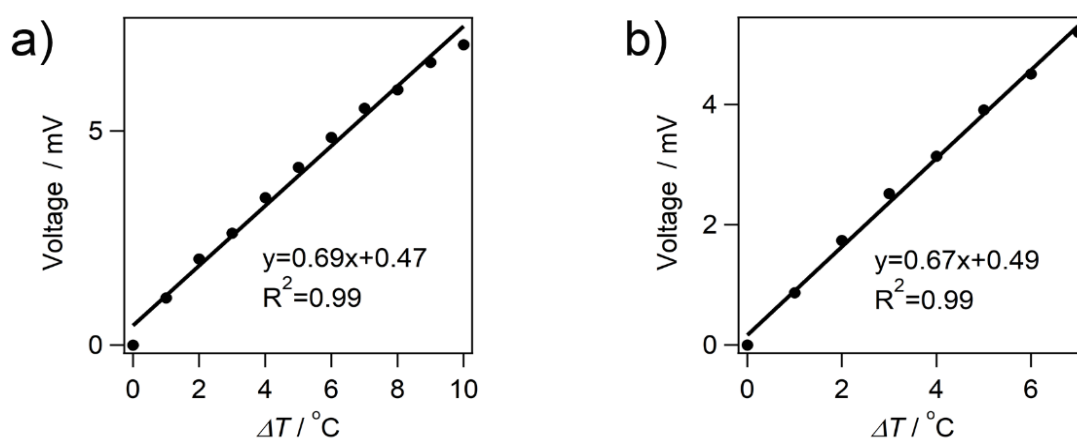 a)
Voltage / mV
5
0
y=0.69x+0.47
R²=0.99
0 2 4 6 8 10
ΔT / °C
b)
Voltage / mV
4
2
0
y=0.67x+0.49
R²=0.99
0 2 4 6
ΔT / °C